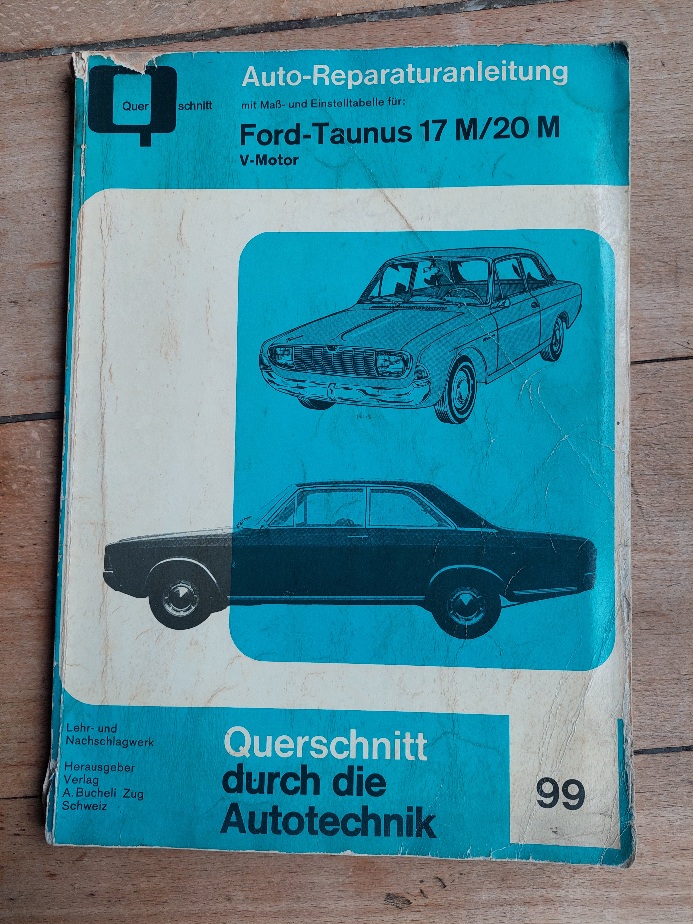 Quer schnitt
Auto-Reparaturanleitung
mit Maß- und Einstelltabelle für:
Ford-Taunus 17 M/20 M
V-Motor
Lehr- und
Nachschlagwerk
Herausgeber
Verlag
A. Bucheli Zug
Schweiz
Querschnitt
durch die
Autotechnik
99